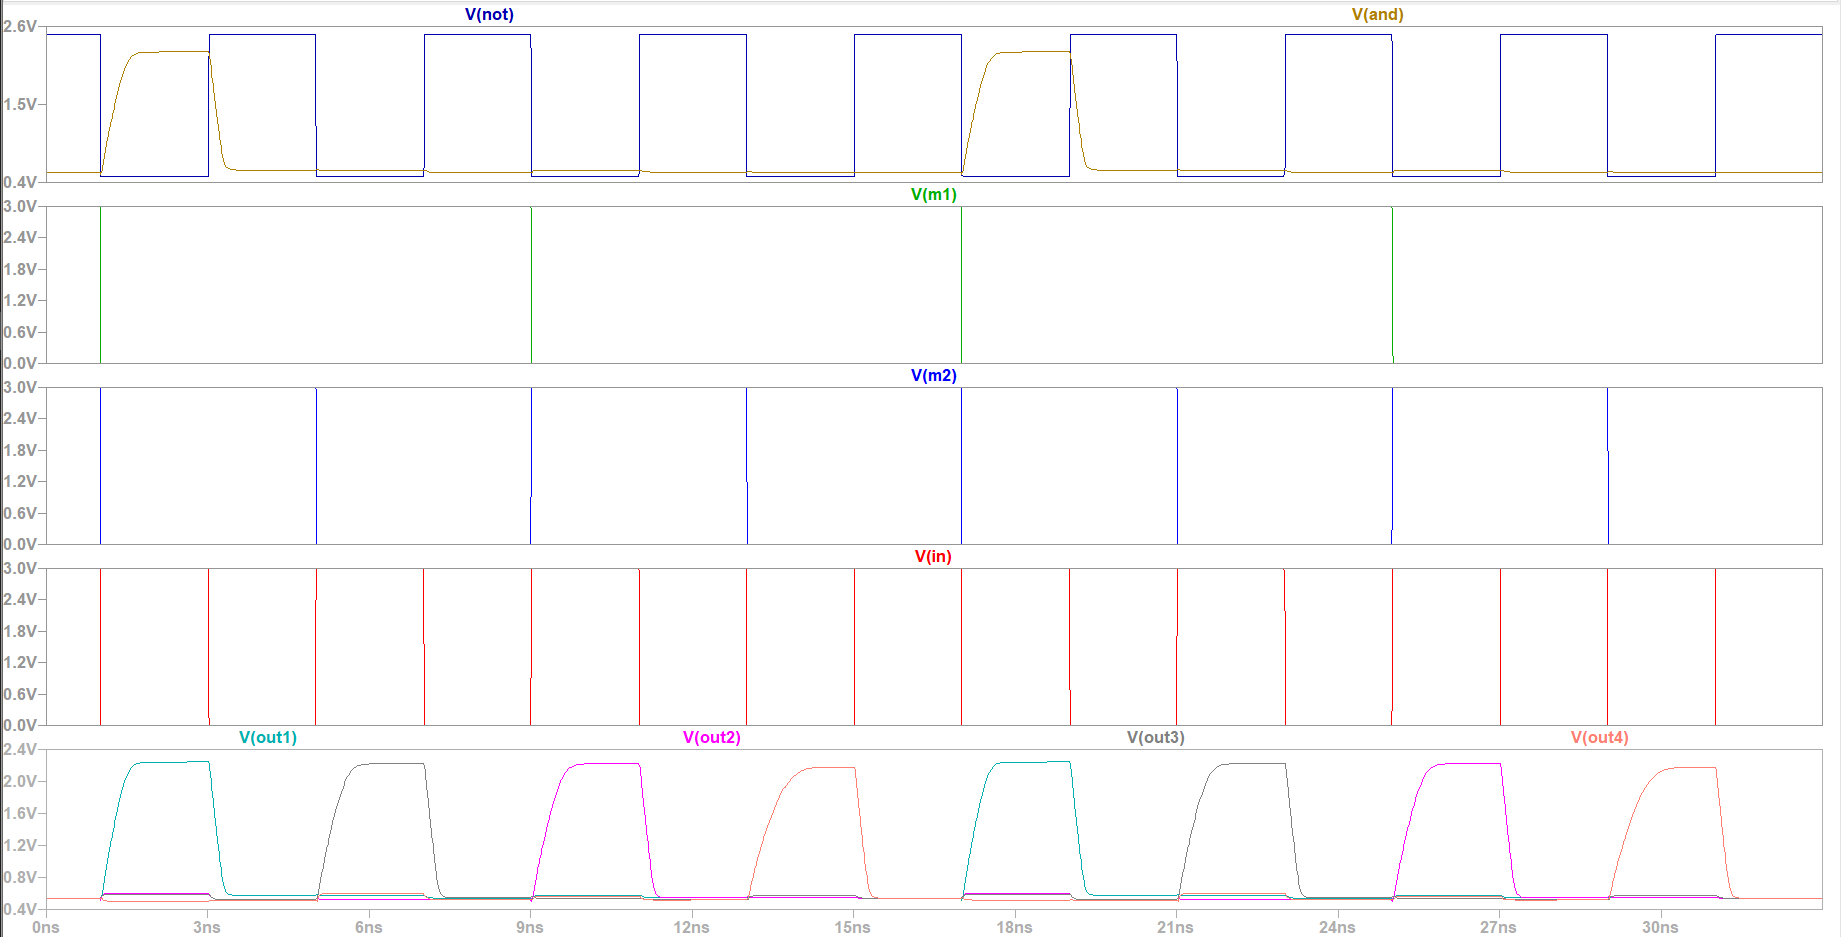 V(not) V(and)
2.6V
1.5V
0.4V
V(m1)
3.0V
2.4V
1.8V
1.2V
0.6V
0.0V
V(m2)
3.0V
2.4V
1.8V
1.2V
0.6V
0.0V
V(in)
3.0V
2.4V
1.8V
1.2V
0.6V
0.0V
V(out1) V(out2) V(out3) V(out4)
2.4V
2.0V
1.6V
1.2V
0.8V
0.4V
0ns 3ns 6ns 9ns 12ns 15ns 18ns 21ns 24ns 27ns 30ns